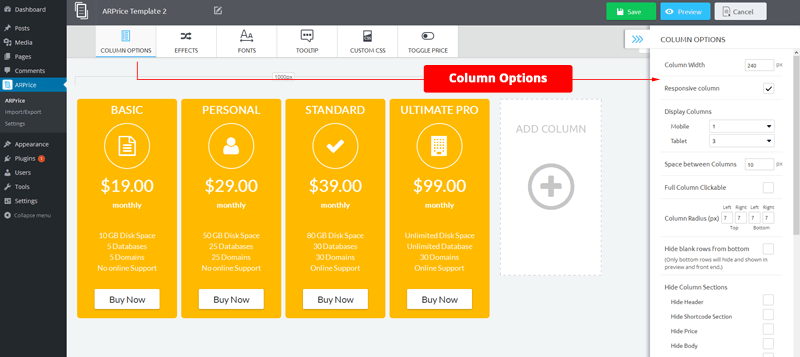 Dashboard
Posts
Media
Pages
Comments
ARPrice
ARPrice
Import/Export
Settings
Appearance
Plugins 1
Users
Tools
Settings
Collapse menu
ARPrice Template 2
Save
Preview
Cancel
COLUMN OPTIONS
EFFECTS
FONTS
TOOLTIP
CUSTOM CSS
TOGGLE PRICE
1000px
Column Options
BASIC
$19.00
monthly
10 GB Disk Space
5 Databases
5 Domains
No online Support
Buy Now
PERSONAL
$29.00
monthly
50 GB Disk Space
25 Databases
25 Domains
No online Support
Buy Now
STANDARD
$39.00
monthly
80 GB Disk Space
30 Databases
30 Domains
Online Support
Buy Now
ULTIMATE PRO
$99.00
monthly
Unlimited Disk Space
Unlimited Database
30 Domains
Online Support
Buy Now
ADD COLUMN
COLUMN OPTIONS
Column Width 240 px
Responsive column
Display Columns
Mobile 1
Tablet 3
Space between Columns 10 px
Full Column Clickable
Left Right Left Right
Column Radius (px) 7 7 7 7
Top Bottom
Hide blank rows from bottom
(Only bottom rows will hide and shown in
preview and front end.)
Hide Column Sections
Hide Header
Hide Shortcode Section
Hide Price
Hide Body